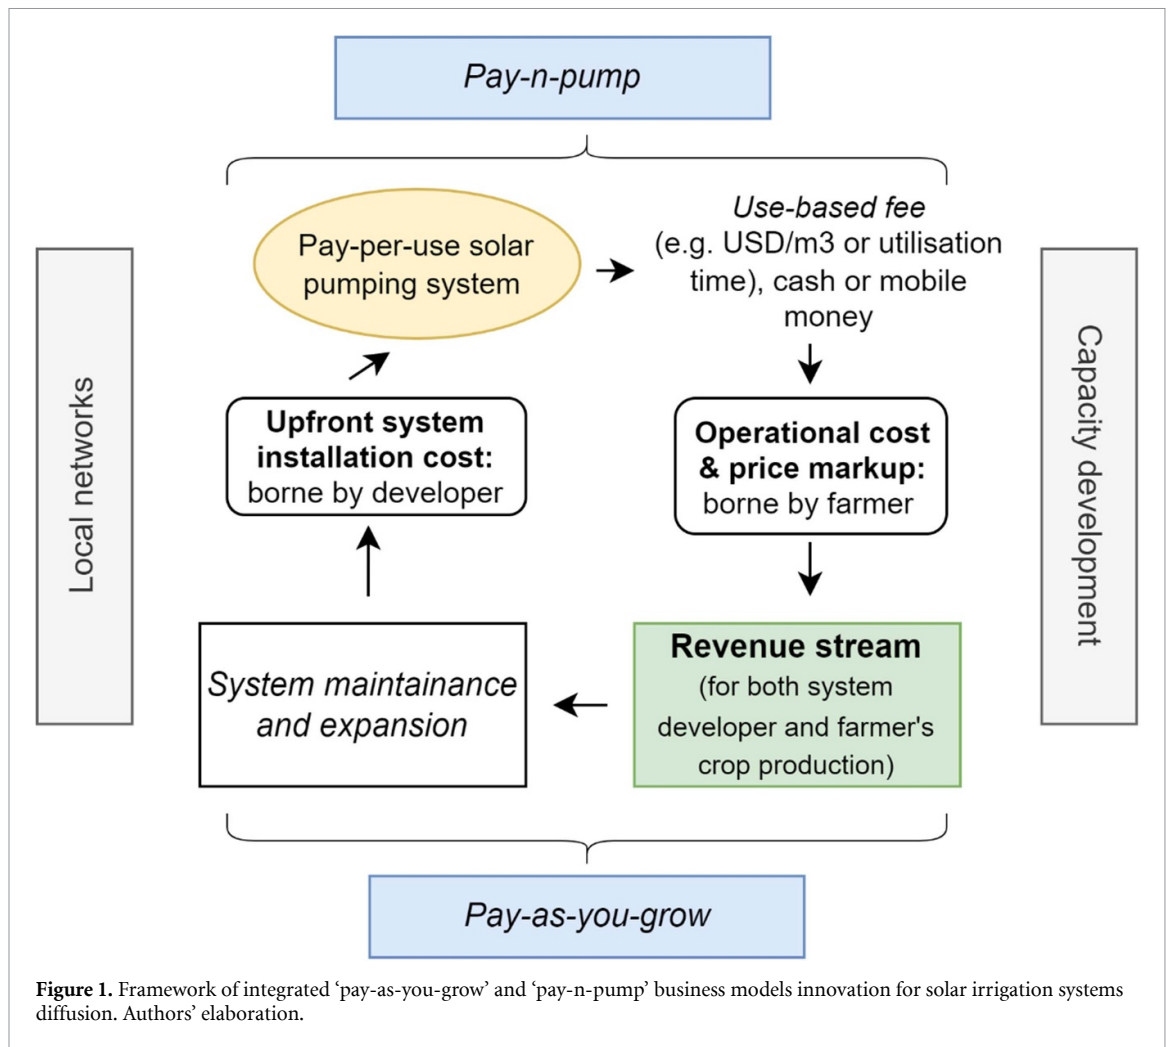 Pay-n-pump
Pay-per-use solar
pumping system
Use-based fee
(e.g. USD/m3 or utilisation
time), cash or mobile
money
Local networks
Upfront system
installation cost:
borne by developer
Operational cost
& price markup:
borne by farmer
Capacity development
System maintainance
and expansion
Revenue stream
(for both system
developer and farmer's
crop production)
Pay-as-you-grow
Figure 1. Framework of integrated ‘pay-as-you-grow’ and ‘pay-n-pump’ business models innovation for solar irrigation systems
diffusion. Authors’ elaboration.